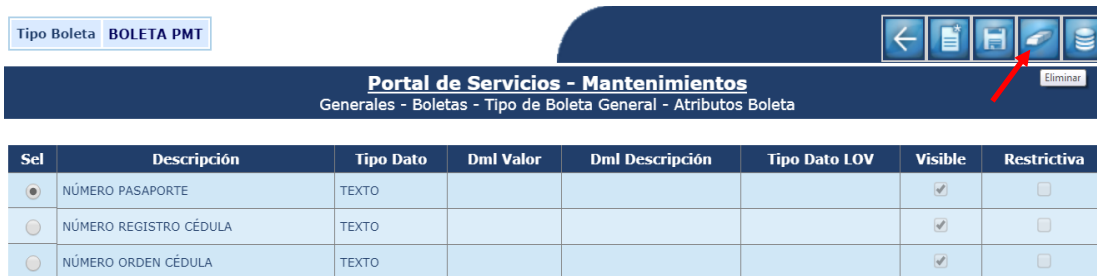 Tipo Boleta BOLETA PMT
Eliminar
Portal de Servicios - Mantenimientos
Generales - Boletas - Tipo de Boleta General - Atributos Boleta
Sel Descripción Tipo Dato Dml Valor Dml Descripción Tipo Dato LOV Visible Restrictiva
NÚMERO PASAPORTE TEXTO
NÚMERO REGISTRO CÉDULA TEXTO
NÚMERO ORDEN CÉDULA TEXTO